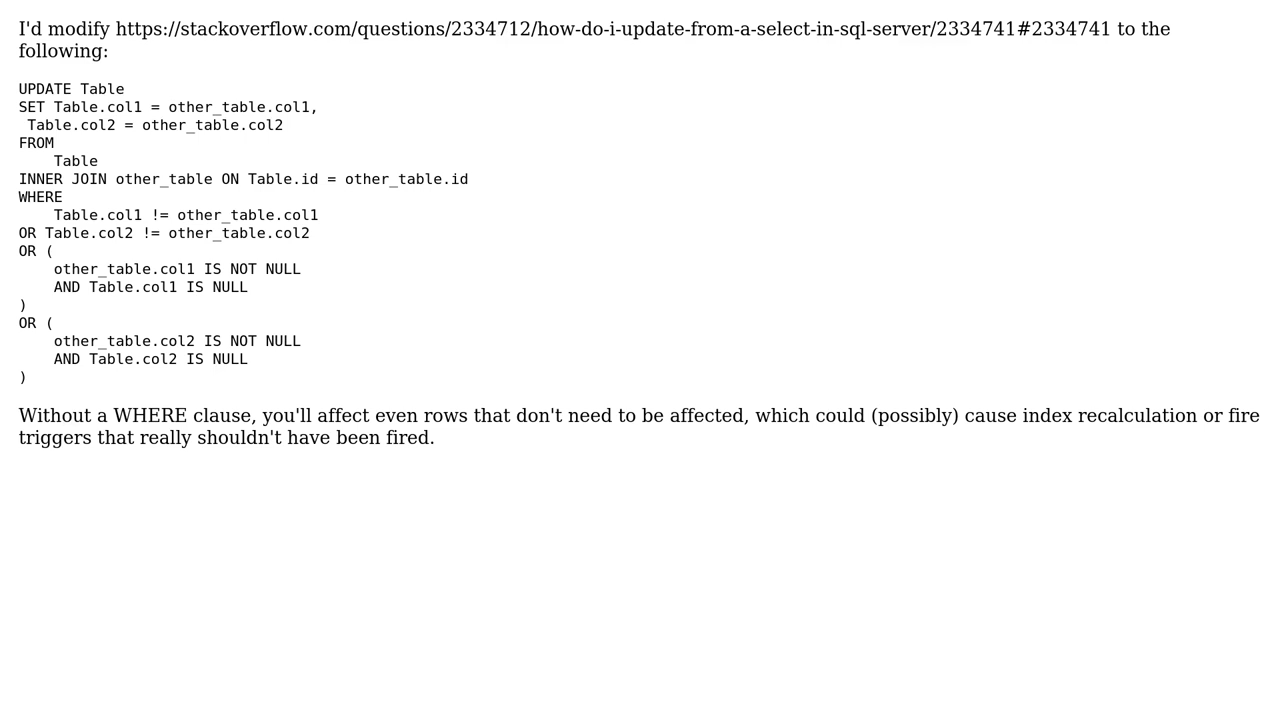 I'd modify https://stackoverflow.com/questions/2334712/how-do-i-update-from-a-select-in-sql-server/2334741#2334741 to the
following:
UPDATE Table
SET Table.col1 = other_table.col1,
 Table.col2 = other_table.col2
FROM
    Table
INNER JOIN other_table ON Table.id = other_table.id
WHERE
    Table.col1 != other_table.col1
OR Table.col2 != other_table.col2
OR (
    other_table.col1 IS NOT NULL
    AND Table.col1 IS NULL
)
OR (
    other_table.col2 IS NOT NULL
    AND Table.col2 IS NULL
)
Without a WHERE clause, you'll affect even rows that don't need to be affected, which could (possibly) cause index recalculation or fire
triggers that really shouldn't have been fired.